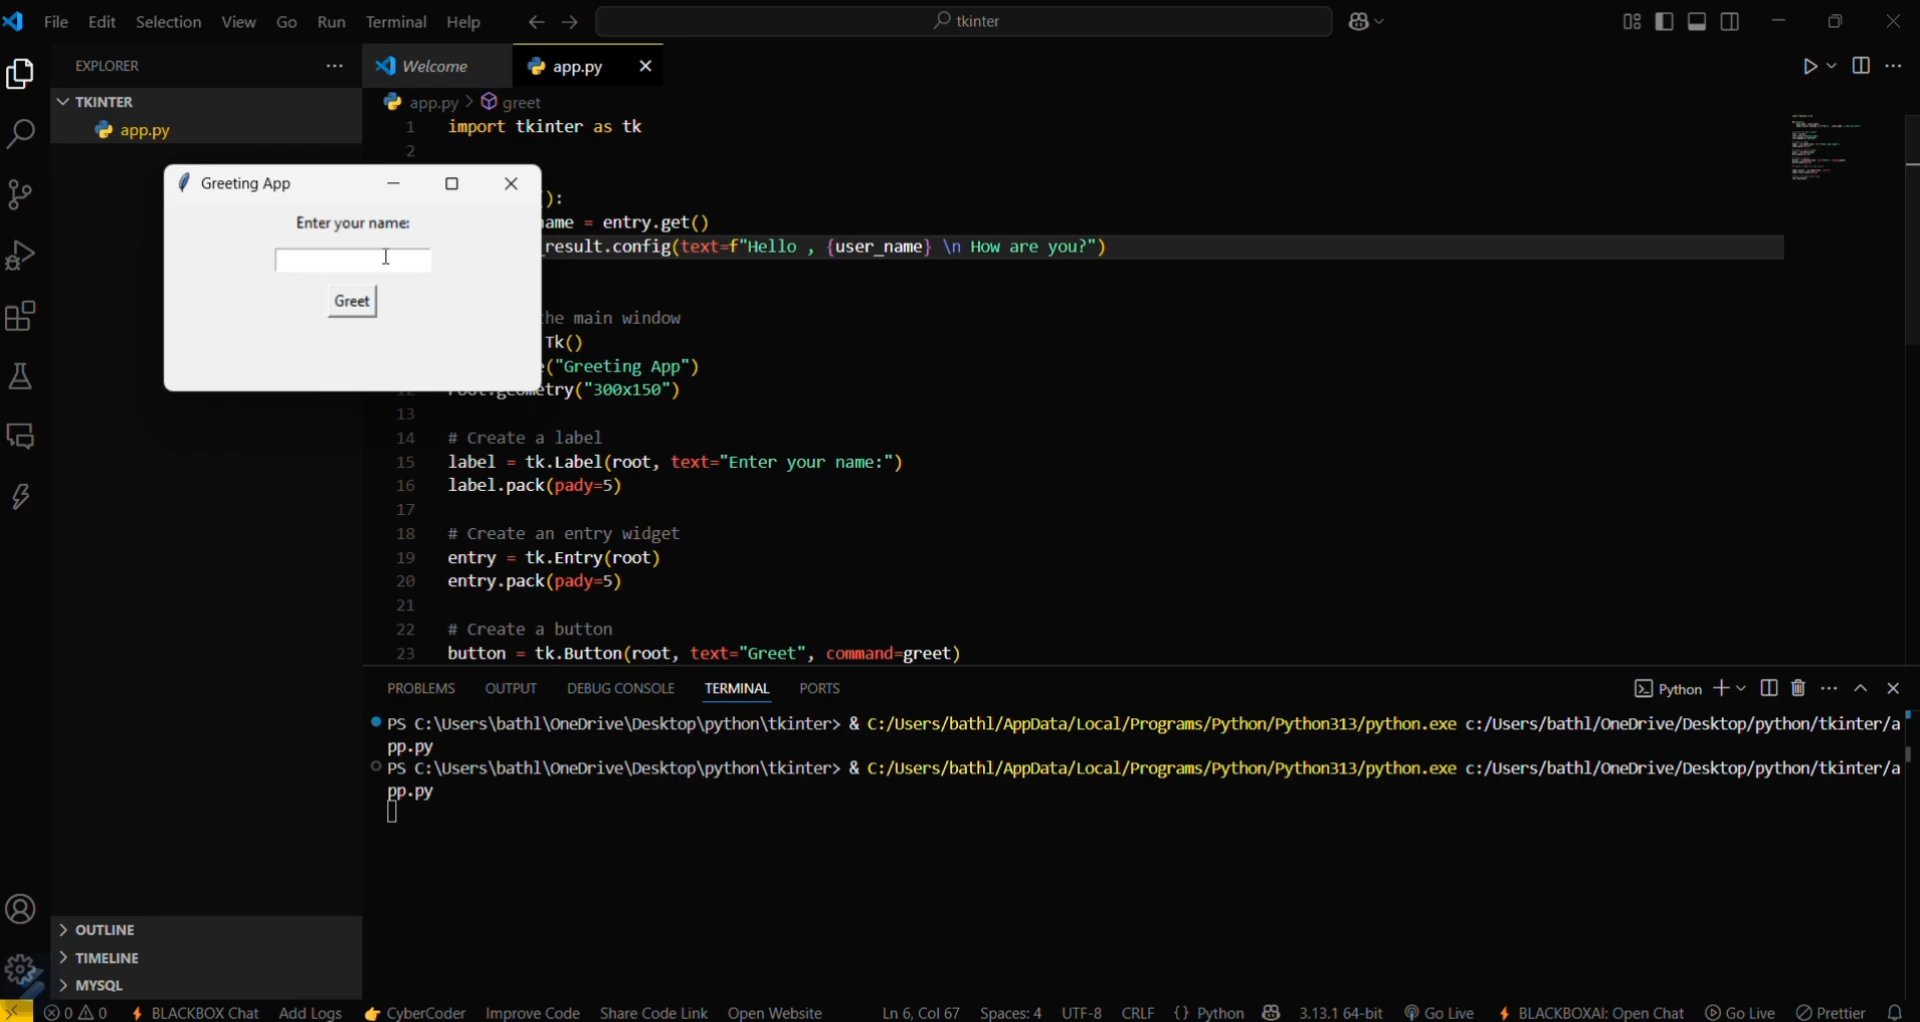 File Edit Selection View Go Run Terminal Help
tkinter
EXPLORER
Welcome
app.py
TKINTER
app.py
app.py > greet
1 import tkinter as tk
2
Greeting App
Enter your name:
Greet
):
ame = entry.get()
_result.config(text=f"Hello , {user_name} \n How are you?")
he main window
Tk()
("Greeting App")
try("300x150")
13
14 # Create a label
15 label = tk.Label(root, text="Enter your name:")
16 label.pack(pady=5)
17
18 # Create an entry widget
19 entry = tk.Entry(root)
20 entry.pack(pady=5)
21
22 # Create a button
23 button = tk.Button(root, text="Greet", command=greet)
PROBLEMS OUTPUT DEBUG CONSOLE TERMINAL PORTS
Python
PS C:\Users\bathl\OneDrive\Desktop\python\tkinter> & C:/Users/bathl/AppData/Local/Programs/Python/Python313/python.exe c:/Users/bathl/OneDrive/Desktop/python/tkinter/a
pp.py
PS C:\Users\bathl\OneDrive\Desktop\python\tkinter> & C:/Users/bathl/AppData/Local/Programs/Python/Python313/python.exe c:/Users/bathl/OneDrive/Desktop/python/tkinter/a
pp.py
OUTLINE
TIMELINE
MYSQL
0 0 BLACKBOX Chat Add Logs CyberCoder Improve Code Share Code Link Open Website Ln 6, Col 67 Spaces: 4 UTF-8 CRLF {} Python 3.13.1 64-bit Go Live BLACKBOXAI: Open Chat Go Live Prettier